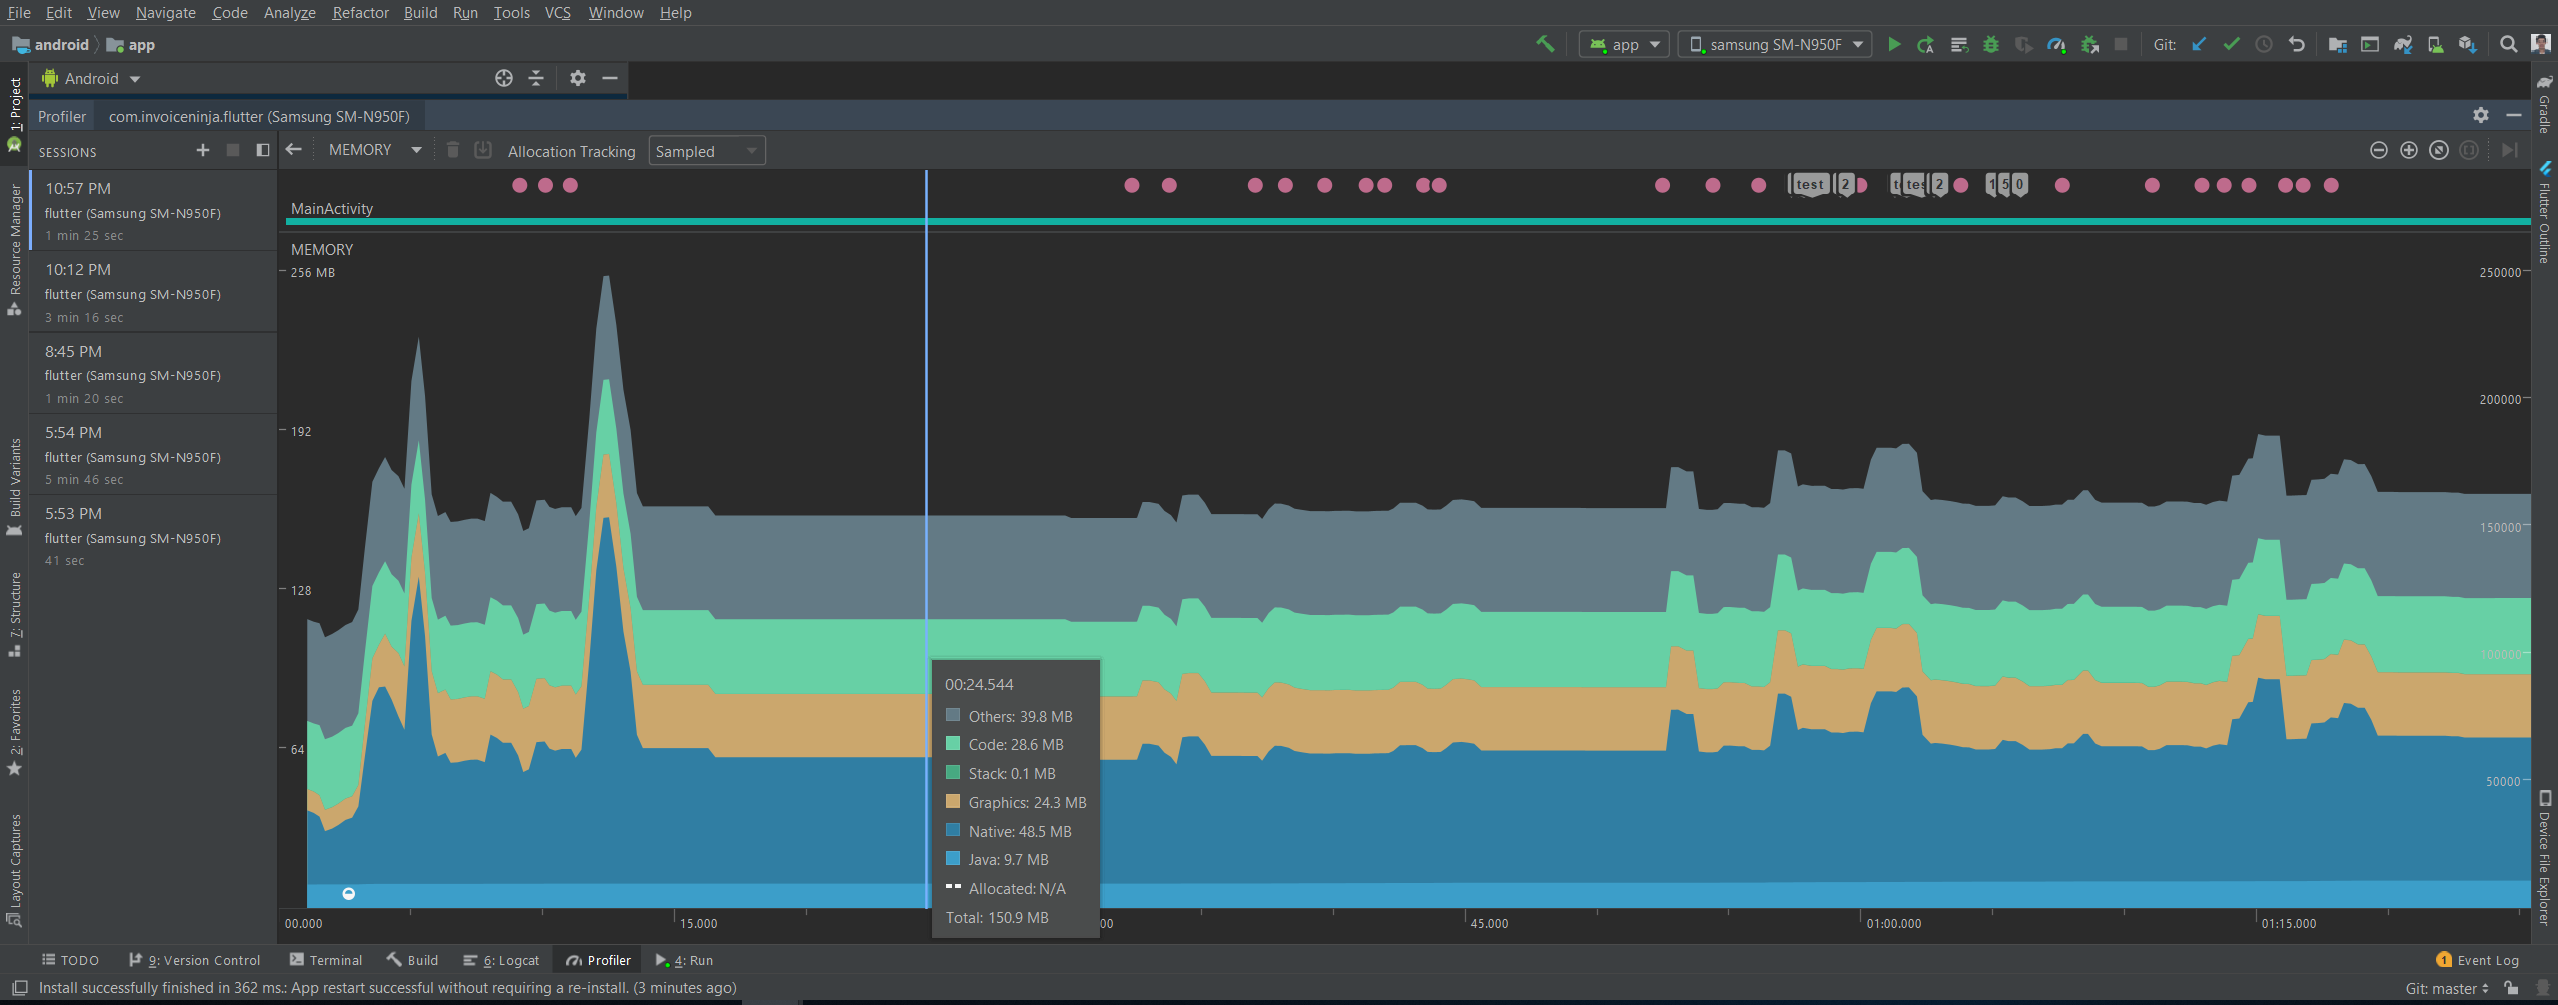 File Edit View Navigate Code Analyze Refactor Build Run Tools VCS Window Help
android app
app samsung SM-N950F Git:
Android
Profiler com.invoiceninja.flutter (Samsung SM-N950F)
SESSIONS
MEMORY Allocation Tracking Sampled
10:57 PM
flutter (Samsung SM-N950F)
1 min 25 sec
10:12 PM
flutter (Samsung SM-N950F)
3 min 16 sec
8:45 PM
flutter (Samsung SM-N950F)
1 min 20 sec
5:54 PM
flutter (Samsung SM-N950F)
5 min 46 sec
5:53 PM
flutter (Samsung SM-N950F)
41 sec
test 2 2 1 5 0
MainActivity
MEMORY
256 MB
192
128
64
250000
200000
150000
100000
50000
00:24.544
Others: 39.8 MB
Code: 28.6 MB
Stack: 0.1 MB
Graphics: 24.3 MB
Native: 48.5 MB
Java: 9.7 MB
Allocated: N/A
Total: 150.9 MB
00.000 15.000 00 45.000 01:00.000 01:15.000
1: Project
Resource Manager
Build Variants
7: Structure
2: Favorites
Layout Captures
Gradle
Flutter Outline
Device File Explorer
TODO 9: Version Control Terminal Build 6: Logcat Profiler 4: Run
1 Event Log
Install successfully finished in 362 ms.: App restart successful without requiring a re-install. (3 minutes ago)
Git: master